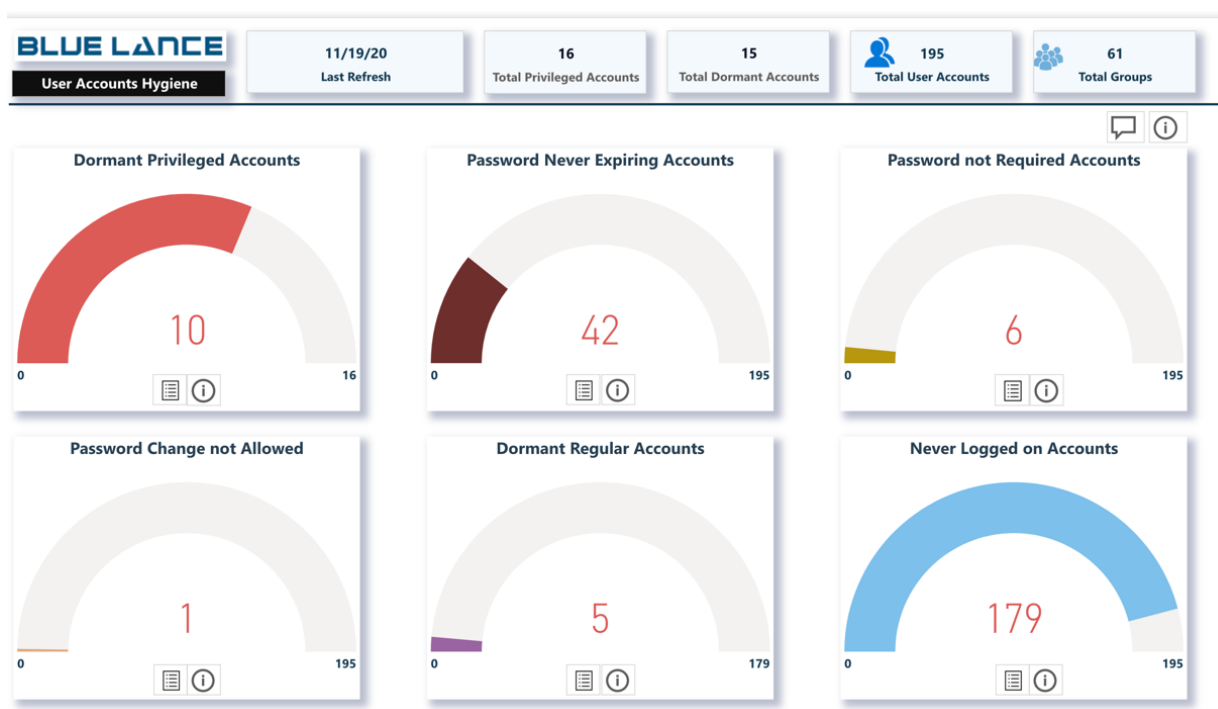 BLUE LANCE
User Accounts Hygiene
11/19/20
Last Refresh
16
Total Privileged Accounts
15
Total Dormant Accounts
195
Total User Accounts
61
Total Groups
Dormant Privileged Accounts
10
0
16
Password Never Expiring Accounts
42
0
195
Password not Required Accounts
6
0
195
Password Change not Allowed
1
0
195
Dormant Regular Accounts
5
0
179
Never Logged on Accounts
179
0
195